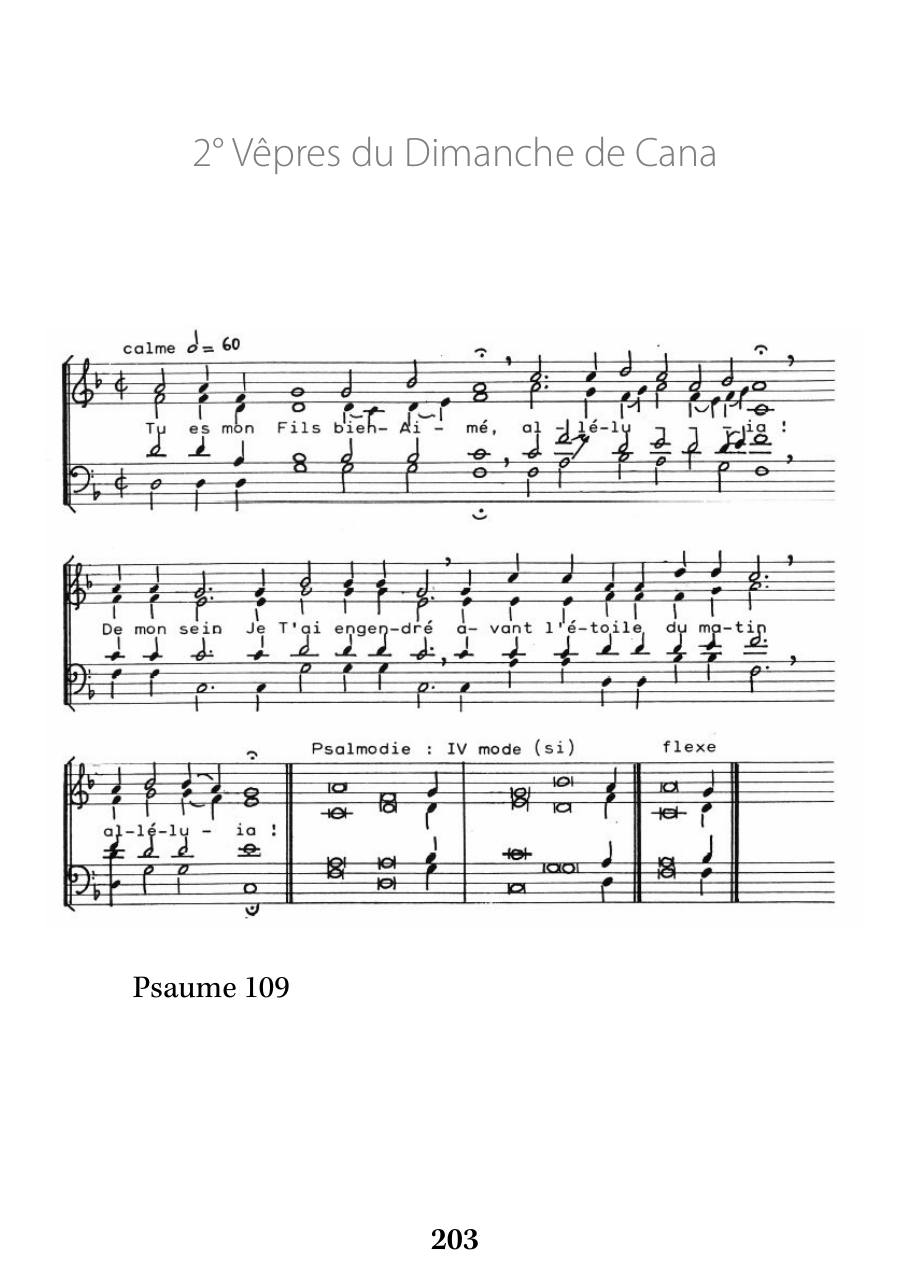 2° Vêpres du Dimanche de Cana
calme = 60
Tu es mon Fils bien- Ai - mé, al - lé-lu - - - ia !
De mon sein Je T'ai engen-dré a- vant l'é-toile du ma-tin
Psalmodie : IV mode (si) flexe
al-lé-lu - ia !
Psaume 109
203